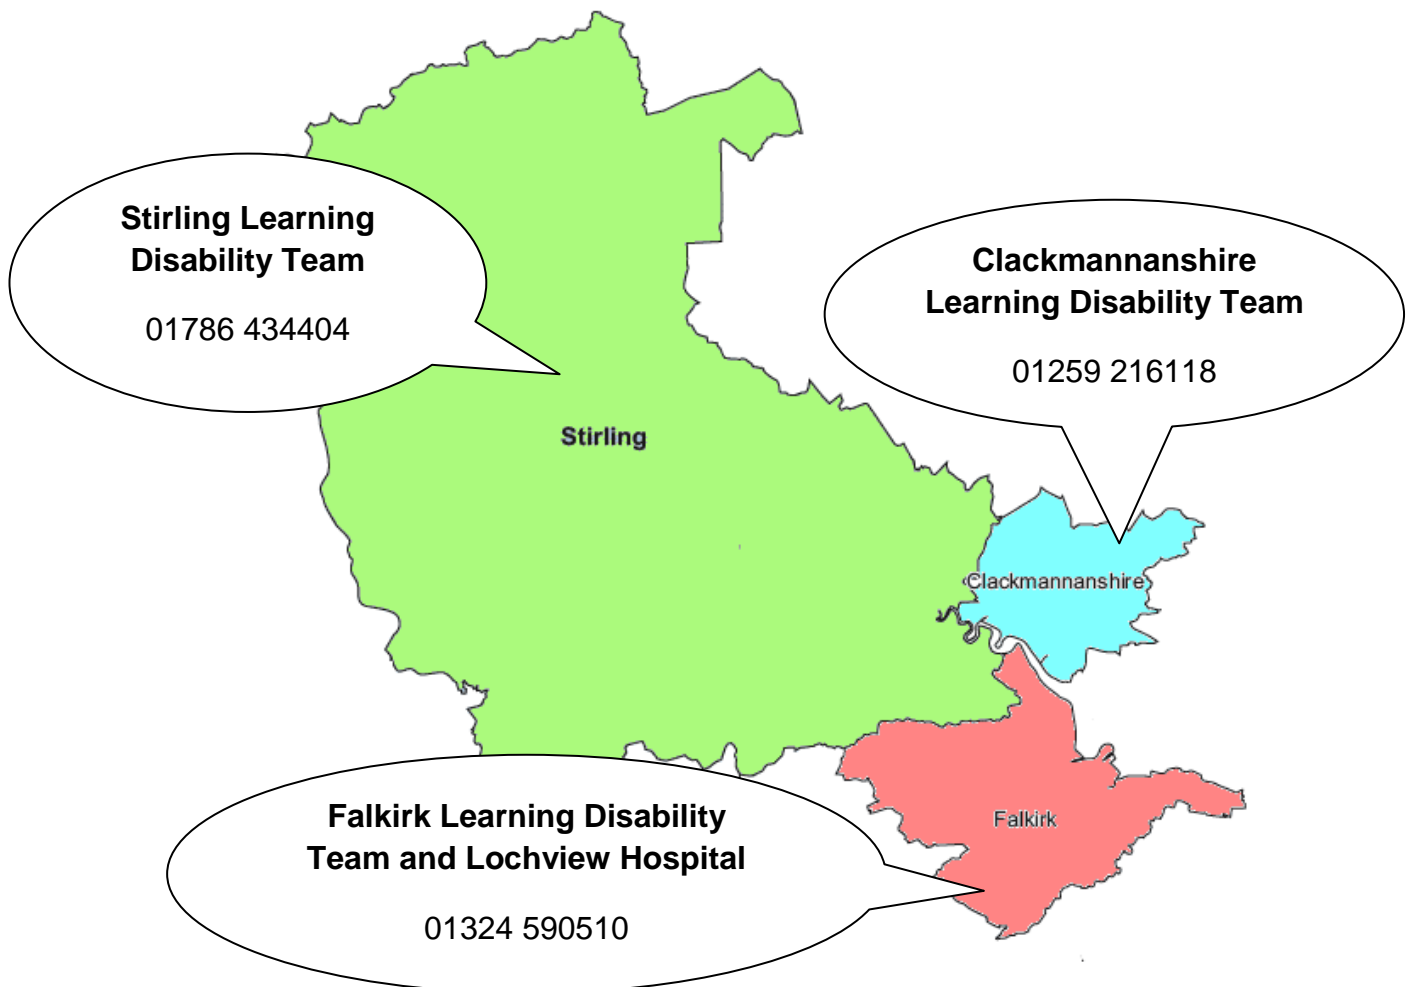 Stirling Learning
Disability Team
01786 434404
Clackmannanshire
Learning Disability Team
01259 216118
Stirling
Clackmannanshire
Falkirk Learning Disability
Team and Lochview Hospital
01324 590510
Falkirk